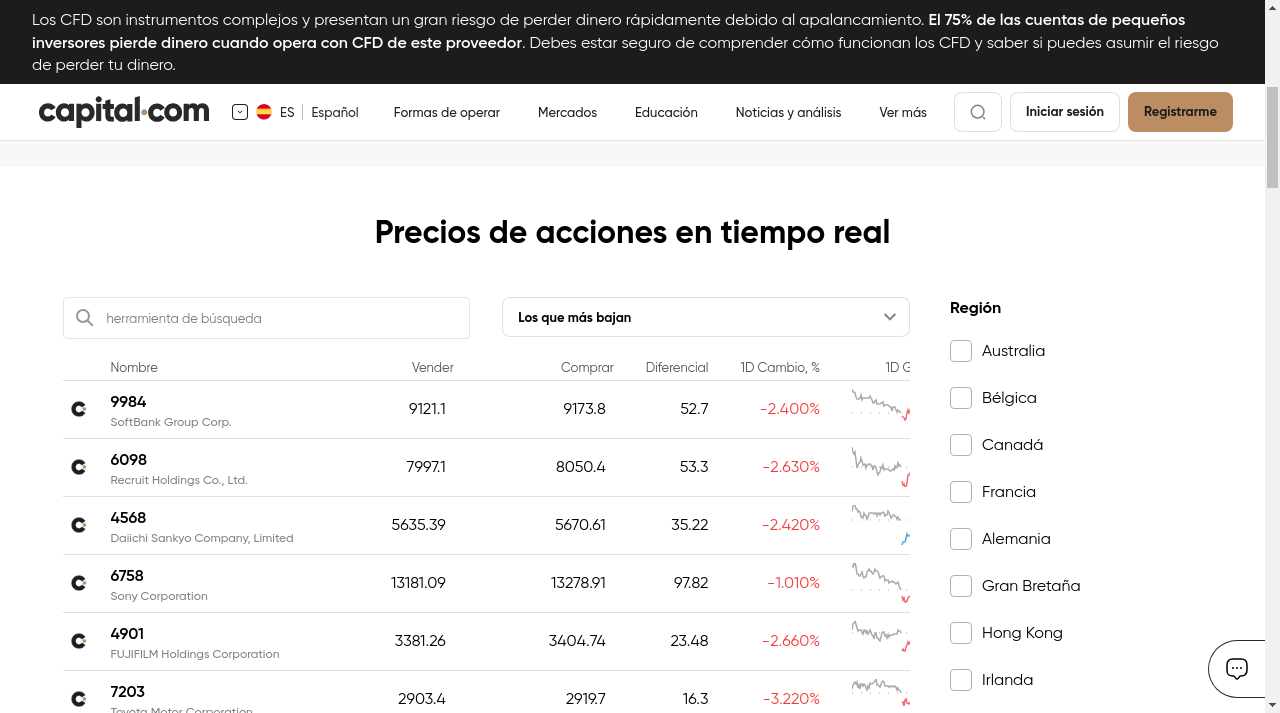 Los CFD son instrumentos complejos y presentan un gran riesgo de perder dinero rápidamente debido al apalancamiento. El 75% de las cuentas de pequeños
inversores pierde dinero cuando opera con CFD de este proveedor. Debes estar seguro de comprender cómo funcionan los CFD y saber si puedes asumir el riesgo
de perder tu dinero.
capital.com ES Español Formas de operar Mercados Educación Noticias y análisis Ver más Iniciar sesión Registrarme
Precios de acciones en tiempo real
herramienta de búsqueda Los que más bajan
Región
Australia
Bélgica
Canadá
Francia
Alemania
Gran Bretaña
Hong Kong
Irlanda
Nombre Vender Comprar Diferencial 1D Cambio, % 1D G
9984 9121.1 9173.8 52.7 -2.400%
SoftBank Group Corp.
6098 7997.1 8050.4 53.3 -2.630%
Recruit Holdings Co., Ltd.
4568 5635.39 5670.61 35.22 -2.420%
Daiichi Sankyo Company, Limited
6758 13181.09 13278.91 97.82 -1.010%
Sony Corporation
4901 3381.26 3404.74 23.48 -2.660%
FUJIFILM Holdings Corporation
7203 2903.4 2919.7 16.3 -3.220%
Toyota Motor Corporation